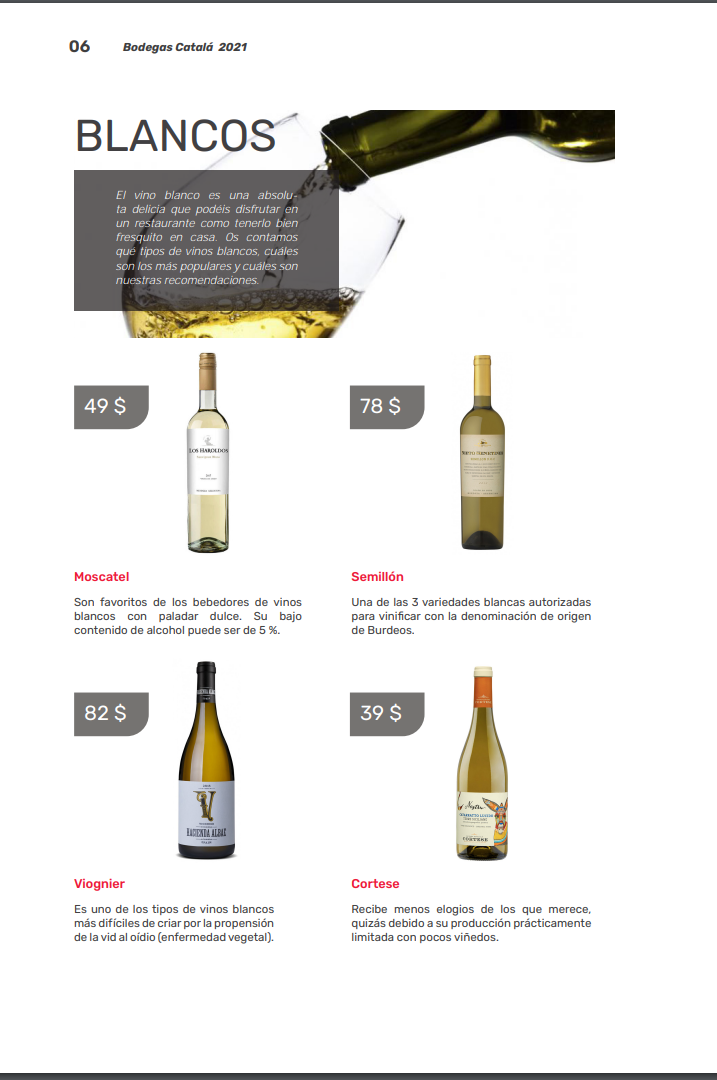 06
Bodegas Catalá 2021
BLANCOS
El vino blanco es una absolu-
ta delicia que podéis disfrutar en
un restaurante como tenerlo bien
fresquito en casa. Os contamos
qué tipos de vinos blancos, cuáles
son los más populares y cuáles son
nuestras recomendaciones.
49 $
LOS HAROLDOS
Moscatel
Son favoritos de los bebedores de vinos
blancos con paladar dulce. Su bajo
contenido de alcohol puede ser de 5 %.
78 $
Semillón
Una de las 3 variedades blancas autorizadas
para vinificar con la denominación de origen
de Burdeos.
82 $
V
HACIENDA ALBAE
Viognier
Es uno de los tipos de vinos blancos
más difíciles de criar por la propensión
de la vid al oídio (enfermedad vegetal).
39 $
CORTESE
Cortese
Recibe menos elogios de los que merece,
quizás debido a su producción prácticamente
limitada con pocos viñedos.